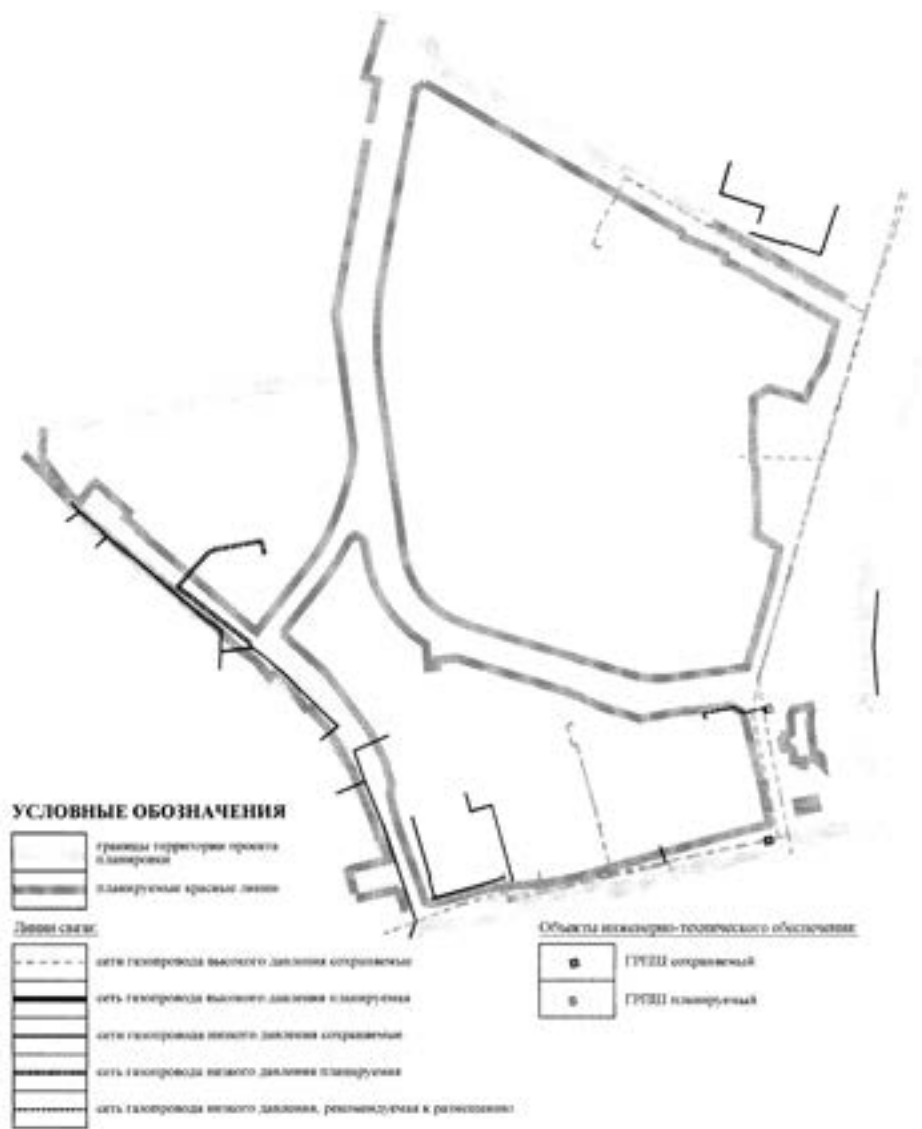 УСЛОВНЫЕ ОБОЗНАЧЕНИЯ
границы территории проекта
планировки
планируемые красные линии
Линии связи:
сети газопровода высокого давления сохраняемые
сеть газопровода высокого давления планируемая
сети газопровода низкого давления сохраняемые
сеть газопровода низкого давления планируемая
сеть газопровода низкого давления, рекомендуемая к размещению
Объекты инженерно-технического обеспечения:
ГРПШ сохраняемый
ГРПШ планируемый